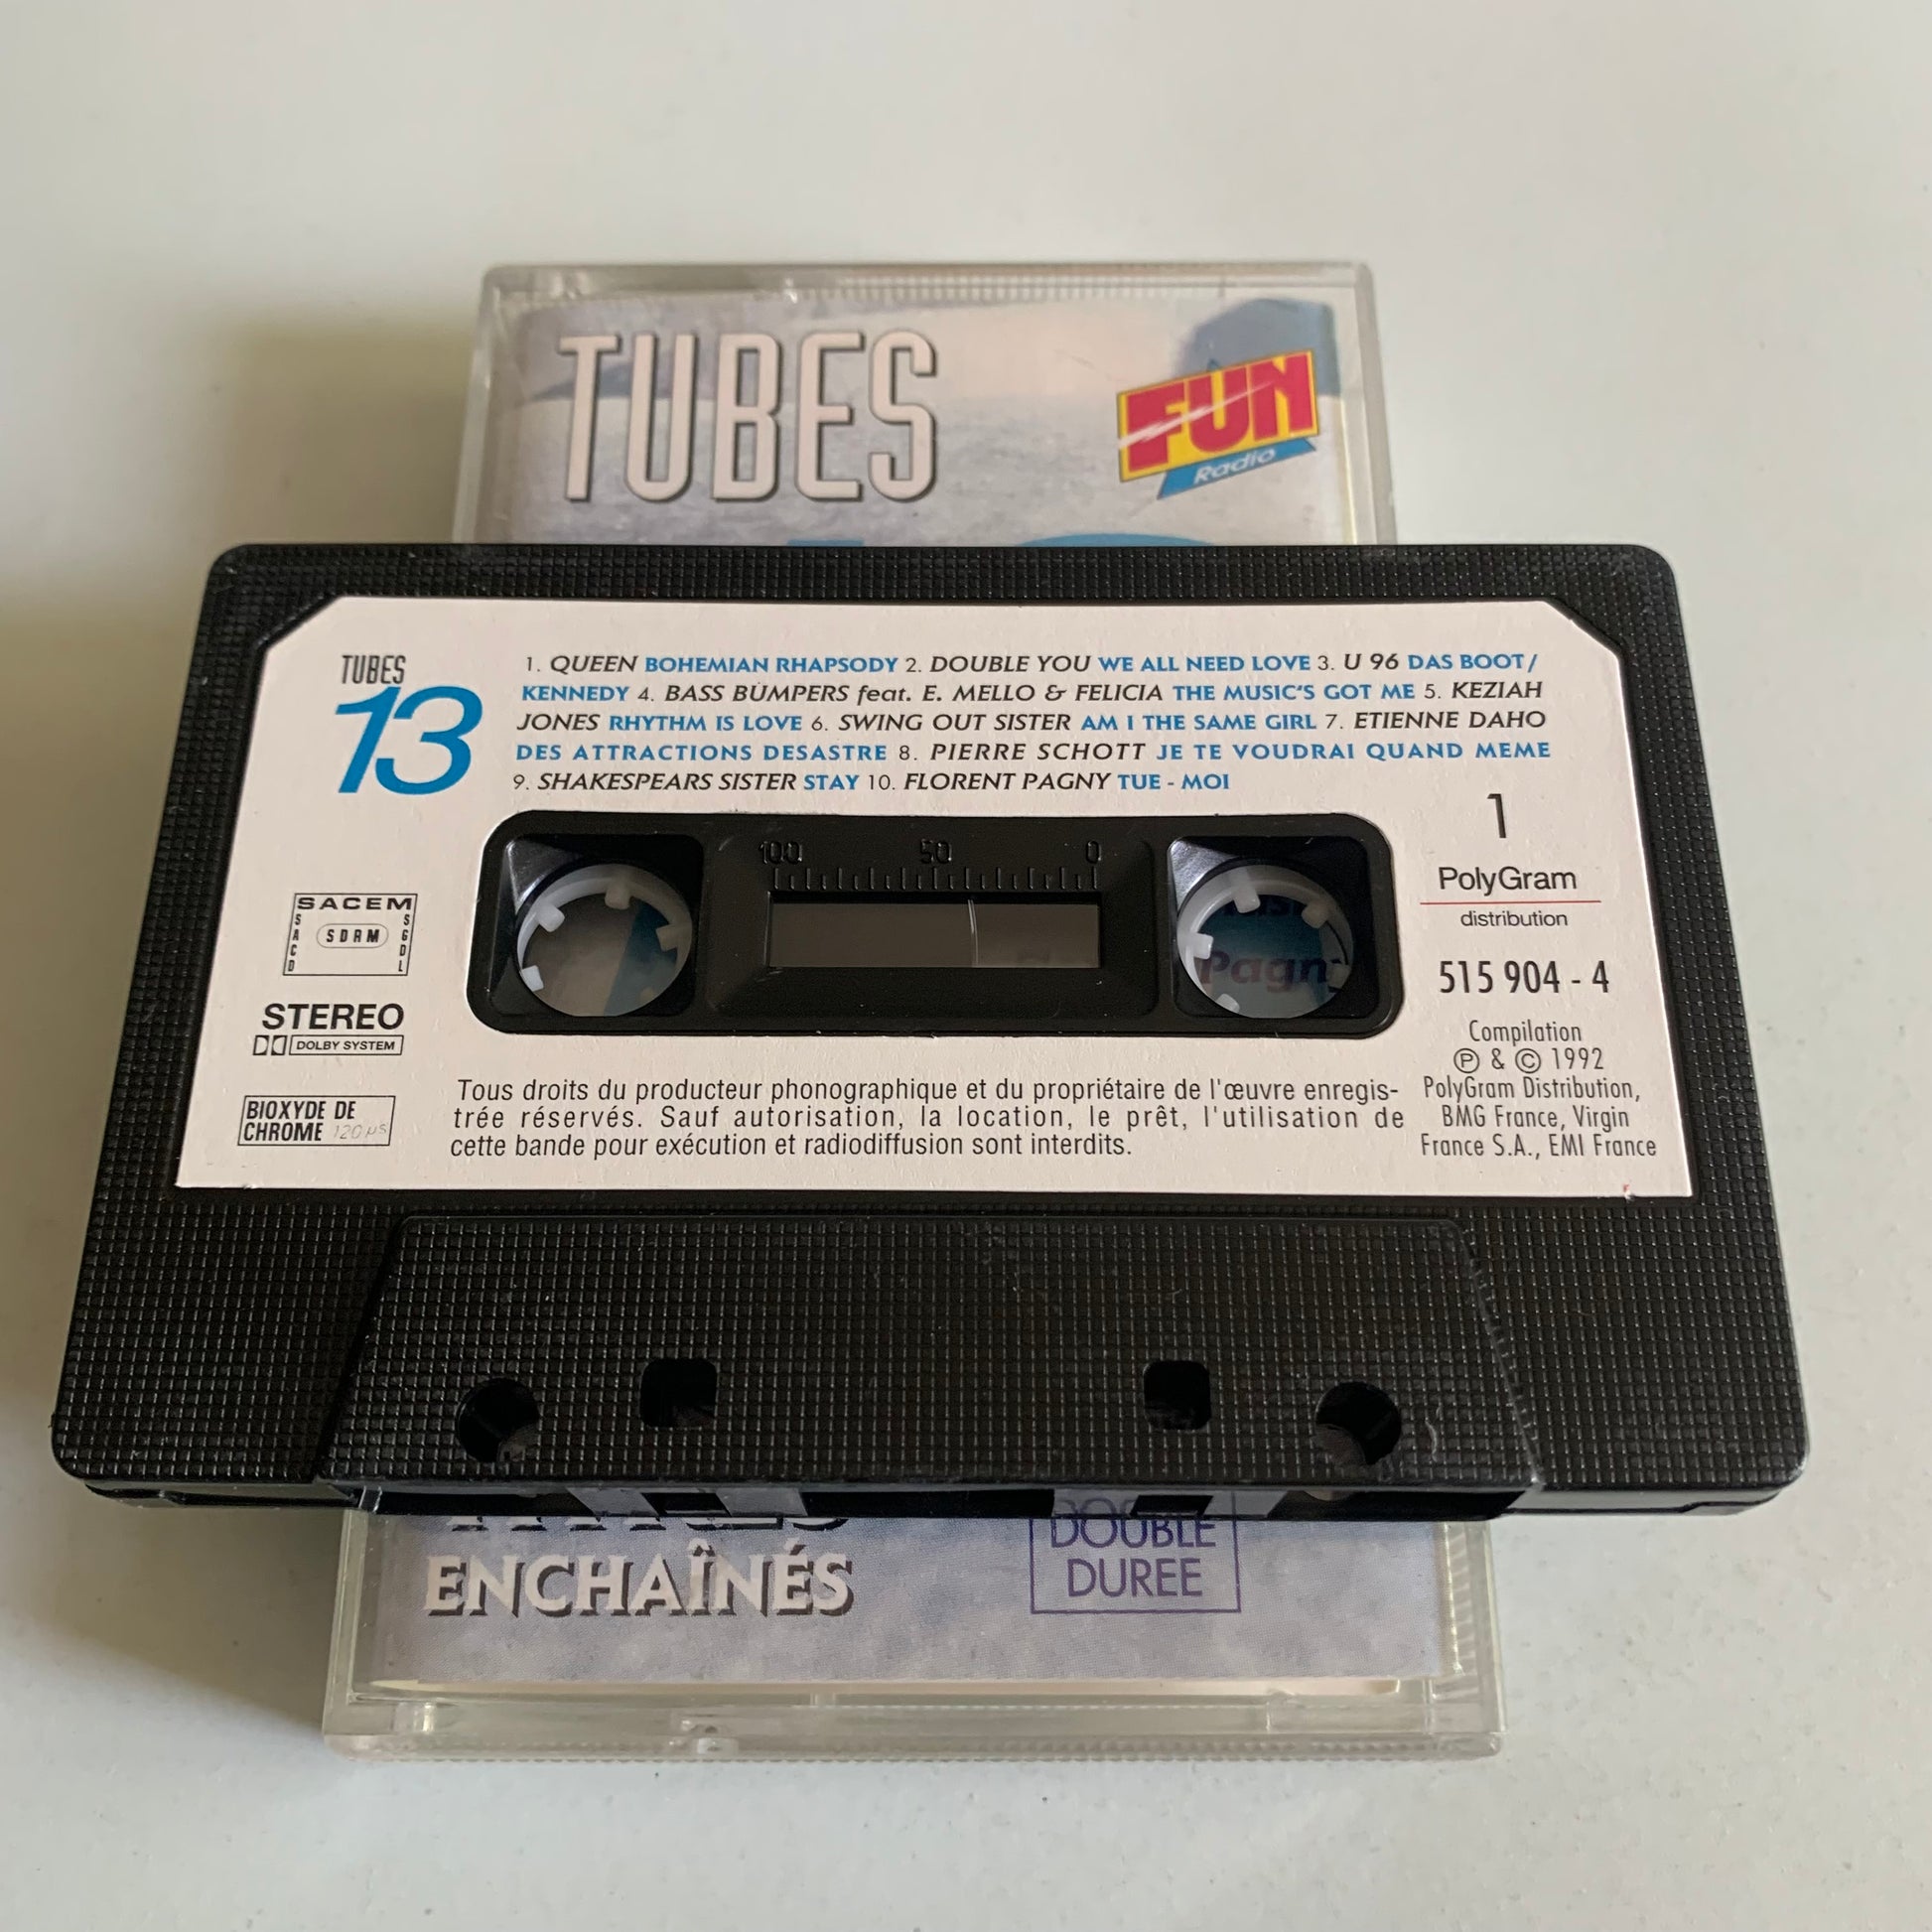 TUBES
FUN
Radio
TUBES
13
1. QUEEN BOHEMIAN RHAPSODY 2. DOUBLE YOU WE ALL NEED LOVE 3. U 96 DAS BOOT/
KENNEDY 4. BASS BUMPERS feat. E. MELLO & FELICIA THE MUSIC'S GOT ME 5. KEZIAH
JONES RHYTHM IS LOVE 6. SWING OUT SISTER AM I THE SAME GIRL 7. ETIENNE DAHO
DES ATTRACTIONS DESASTRE 8. PIERRE SCHOTT JE TE VOUDRAI QUAND MEME
9. SHAKESPEARS SISTER STAY 10. FLORENT PAGNY TUE - MOI
1
PolyGram
distribution
515 904 - 4
Compilation
Ⓟ & © 1992
PolyGram Distribution,
BMG France, Virgin
France S.A., EMI France
100 50 0
Pagn
SACEM
SACD
SDRM
SGDL
STEREO
DOLBY SYSTEM
BIOXYDE DE
CHROME 120 µs
Tous droits du producteur phonographique et du propriétaire de l'œuvre enregis-
trée réservés. Sauf autorisation, la location, le prêt, l'utilisation de
cette bande pour exécution et radiodiffusion sont interdits.
ENCHAÎNÉS
DOUBLE
DUREE